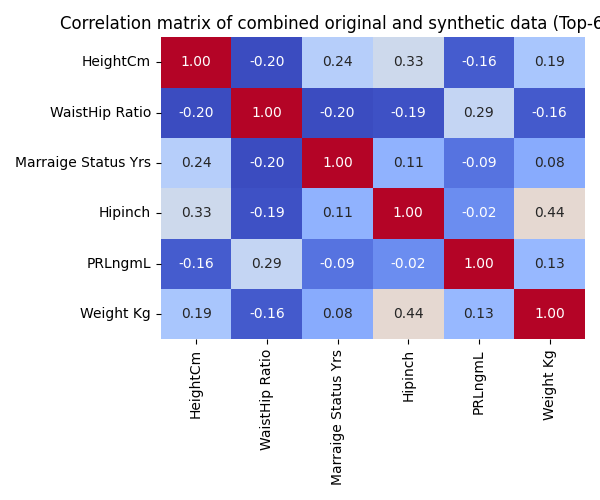 Correlation matrix of combined original and synthetic data (Top-6
HeightCm 1.00 -0.20 0.24 0.33 -0.16 0.19
WaistHip Ratio -0.20 1.00 -0.20 -0.19 0.29 -0.16
Marraige Status Yrs 0.24 -0.20 1.00 0.11 -0.09 0.08
Hipinch 0.33 -0.19 0.11 1.00 -0.02 0.44
PRLngmL -0.16 0.29 -0.09 -0.02 1.00 0.13
Weight Kg 0.19 -0.16 0.08 0.44 0.13 1.00
HeightCm
WaistHip Ratio
Marraige Status Yrs
Hipinch
PRLngmL
Weight Kg